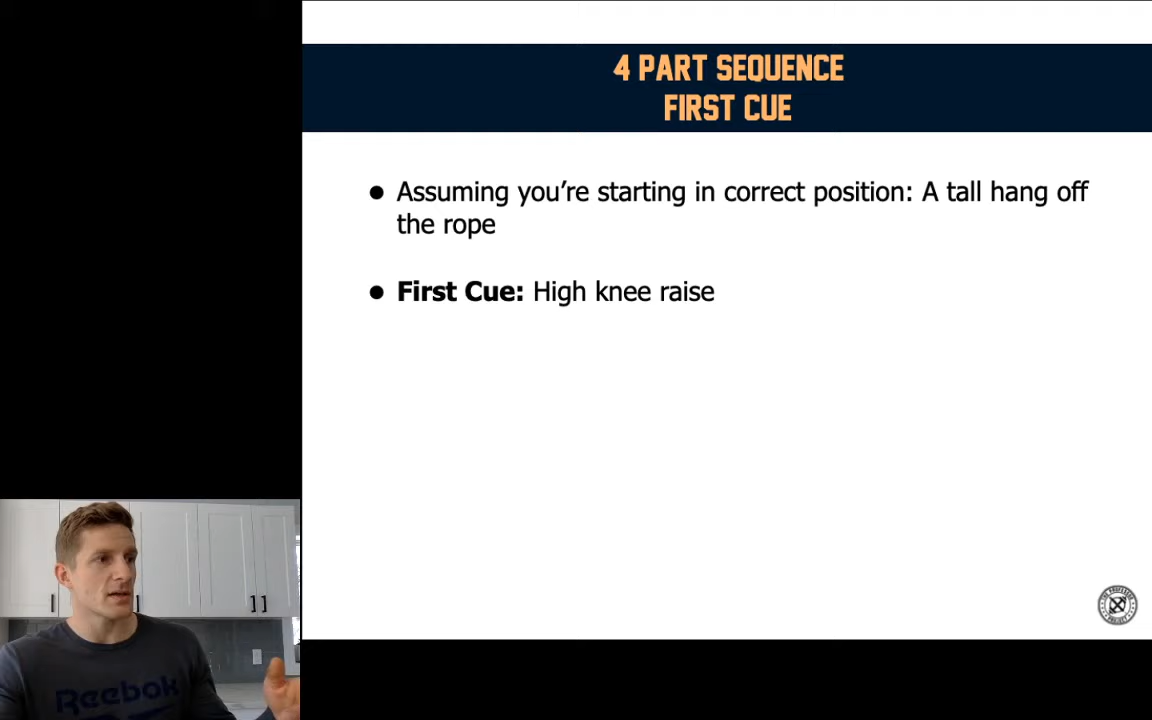 4 PART SEQUENCE
FIRST CUE
● Assuming you’re starting in correct position: A tall hang off
the rope
● First Cue: High knee raise
Reebok